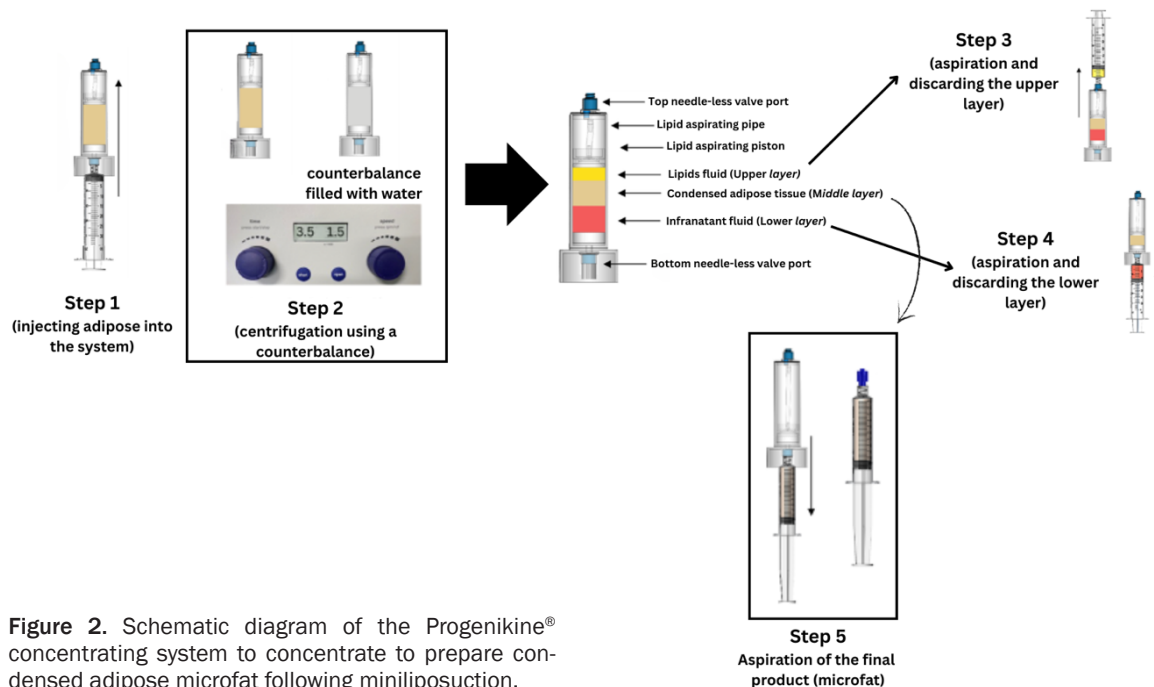 Step 1
(injecting adipose into
the system)
counterbalance
filled with water
time
speed
3.5 1.5
Step 2
(centrifugation using a
counterbalance)
Top needle-less valve port
Lipid aspirating pipe
Lipid aspirating piston
Lipids fluid (Upper layer)
Condensed adipose tissue (Middle layer)
Infranatant fluid (Lower layer)
Bottom needle-less valve port
Step 3
(aspiration and
discarding the upper
layer)
Step 4
(aspiration and
discarding the lower
layer)
Step 5
Aspiration of the final
product (microfat)
Figure 2. Schematic diagram of the Progenikine®
concentrating system to concentrate to prepare con-
densed adipose microfat following miniliposuction.